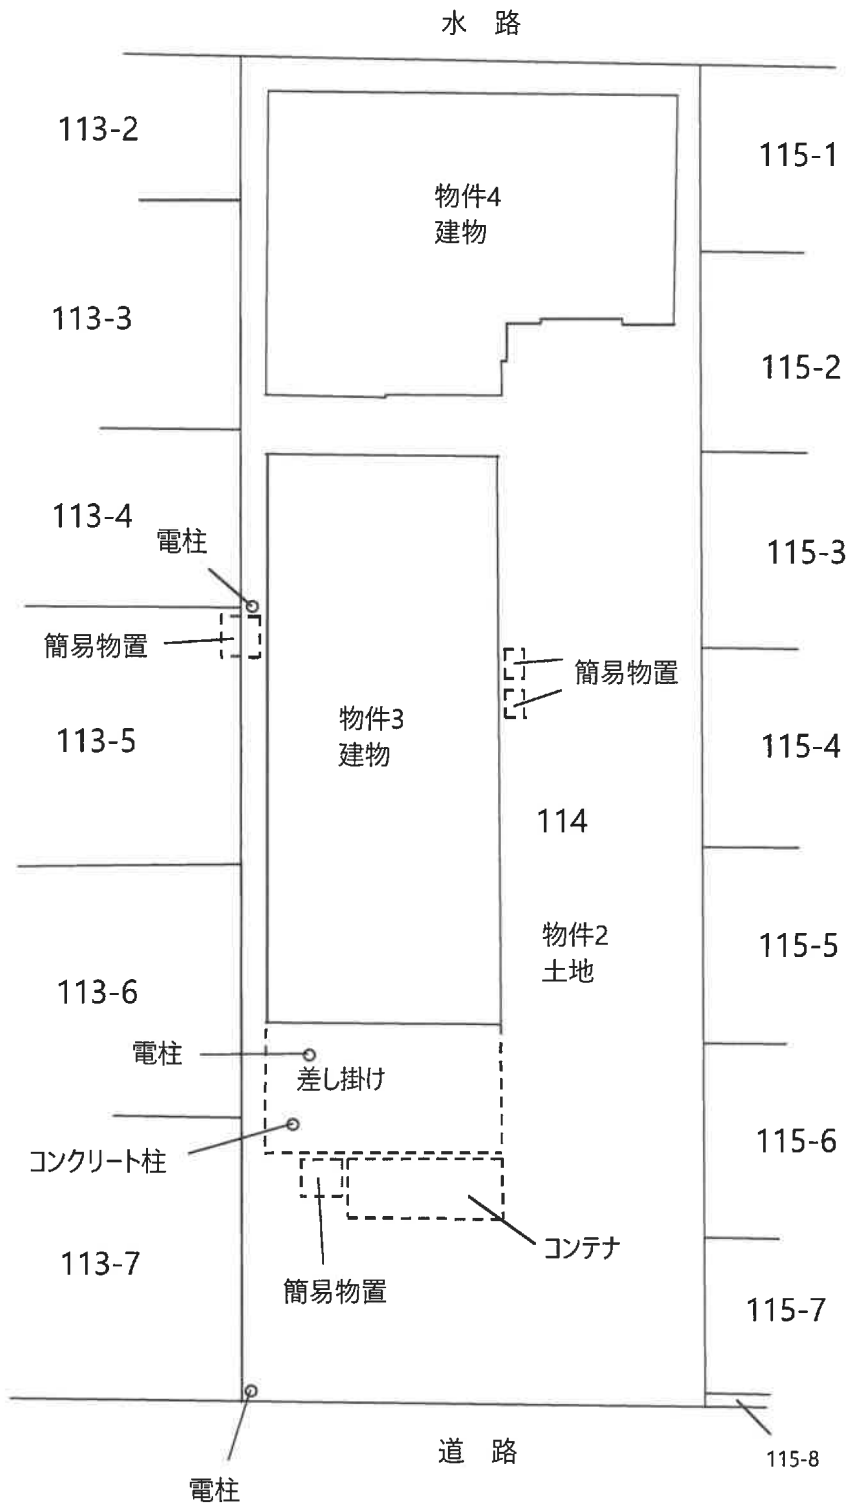 水 路
113-2
115-1
物件4
建物
113-3
115-2
113-4
電柱
115-3
簡易物置
簡易物置
物件3
建物
113-5
115-4
114
物件2
土地
115-5
113-6
電柱
差し掛け
コンクリート柱
115-6
コンテナ
113-7
簡易物置
115-7
道 路
115-8
電柱